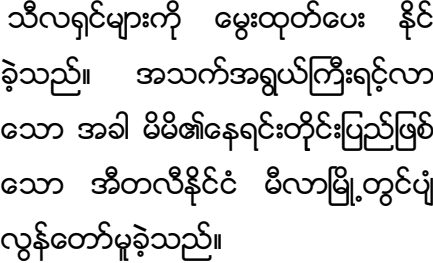 သီလရှင်များကို မွေးထုတ်ပေး နိုင်
ခဲ့သည်။ အသက်အရွယ်ကြီးရင့်လာ
သော အခါ မိမိ၏နေရင်းတိုင်းပြည်ဖြစ်
သော အီတလီနိုင်ငံ မီလာမြို့တွင်ပျံ
လွန်တော်မူခဲ့သည်။